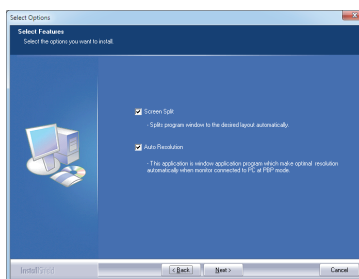 Select Options
Select Features
Select the options you want to install.
Screen Split
- Splits program window to the desired layout automatically.
Auto Resolution
- This application is window application program which make optimal resolution
automatically when monitor connected to PC at PBP mode.
InstallShield
< Back
Next >
Cancel